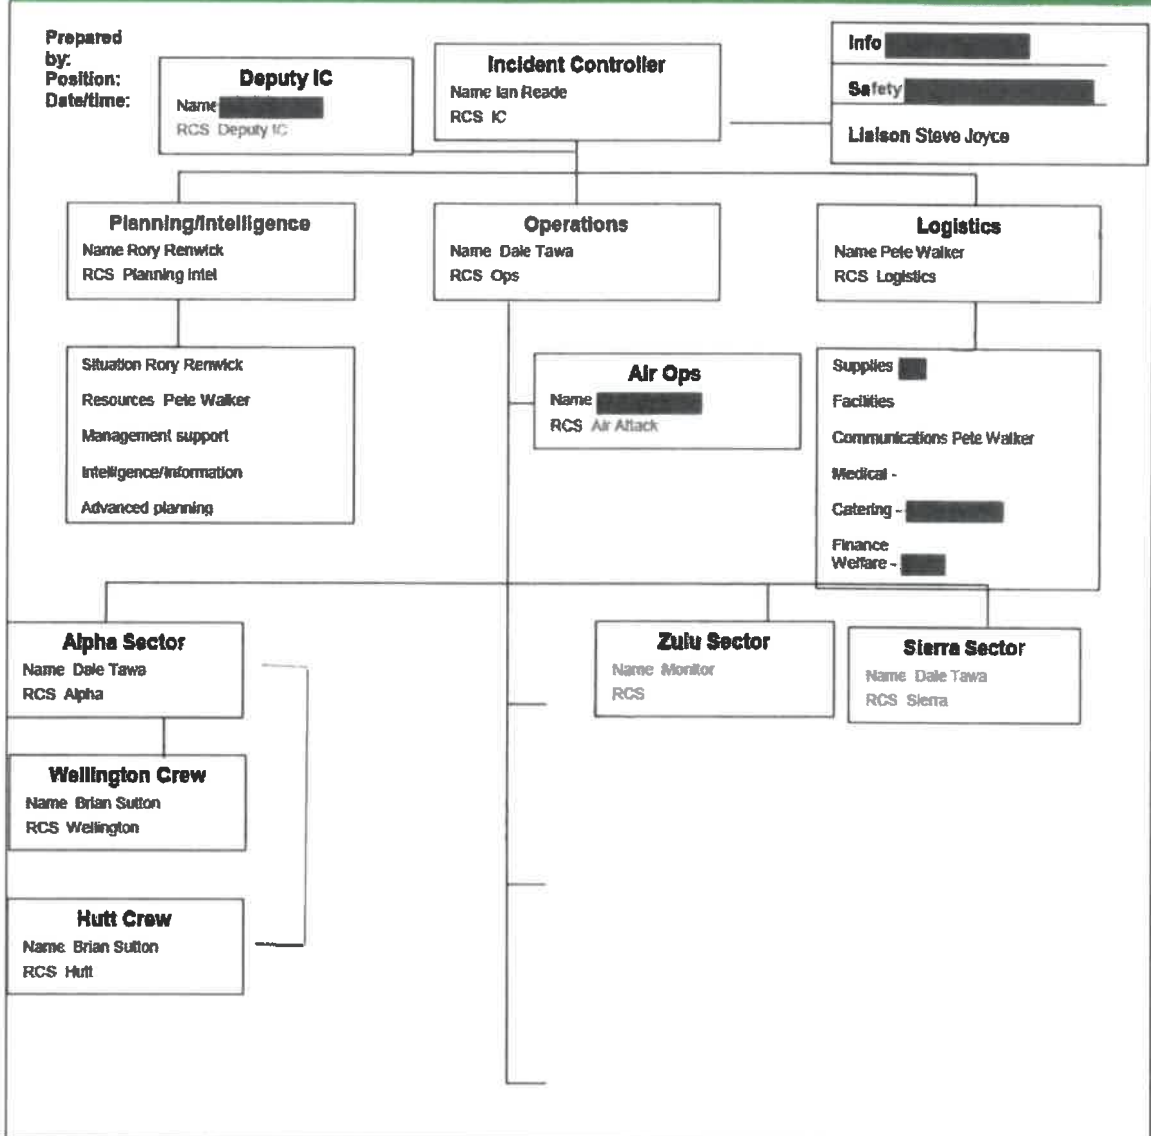 Prepared
by:
Position:
Date/time:
Deputy IC
Name
RCS Deputy IC
Incident Controller
Name Ian Reade
RCS IC
Info
Safety
Liaison Steve Joyce
Planning/Intelligence
Name Rory Renwick
RCS Planning Intel
Operations
Name Dale Tawa
RCS Ops
Logistics
Name Pete Walker
RCS Logistics
Situation Rory Renwick
Resources Pete Walker
Management support
Intelligence/Information
Advanced planning
Air Ops
Name
RCS Air Attack
Supplies
Facilities
Communications Pete Walker
Medical -
Catering -
Finance
Welfare -
Alpha Sector
Name Dale Tawa
RCS Alpha
Zulu Sector
Name Monitor
RCS
Sierra Sector
Name Dale Tawa
RCS Sierra
Wellington Crew
Name Brian Sutton
RCS Wellington
Hutt Crew
Name Brian Sutton
RCS Hutt